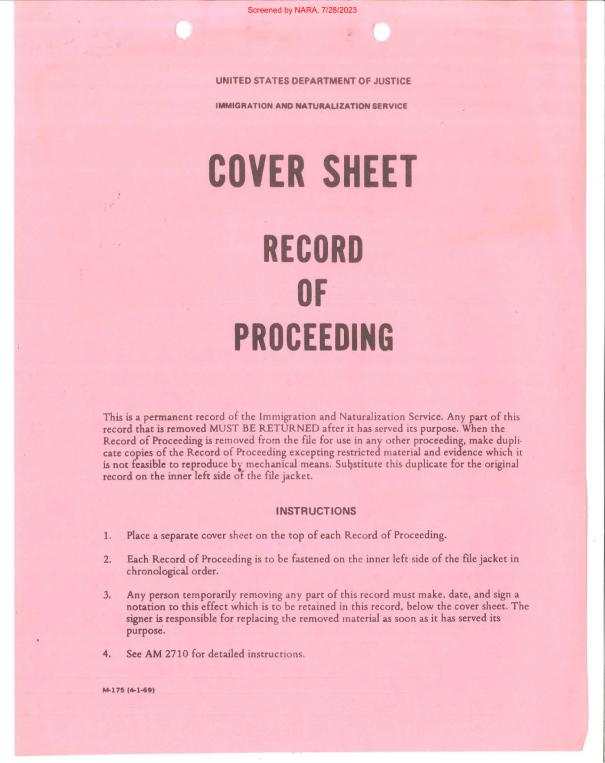 Screened by NARA, 7/28/2023
UNITED STATES DEPARTMENT OF JUSTICE
IMMIGRATION AND NATURALIZATION SERVICE
COVER SHEET
RECORD
OF
PROCEEDING
This is a permanent record of the Immigration and Naturalization Service. Any part of this
record that is removed MUST BE RETURNED after it has served its purpose. When the
Record of Proceeding is removed from the file for use in any other proceeding, make dupli-
cate copies of the Record of Proceeding excepting restricted material and evidence which it
is not feasible to reproduce by mechanical means. Substitute this duplicate for the original
record on the inner left side of the file jacket.
INSTRUCTIONS
1. Place a separate cover sheet on the top of each Record of Proceeding.
2. Each Record of Proceeding is to be fastened on the inner left side of the file jacket in
chronological order.
3. Any person temporarily removing any part of this record must make, date, and sign a
notation to this effect which is to be retained in this record, below the cover sheet. The
signer is responsible for replacing the removed material as soon as it has served its
purpose.
4. See AM 2710 for detailed instructions.
M-175 (4-1-69)